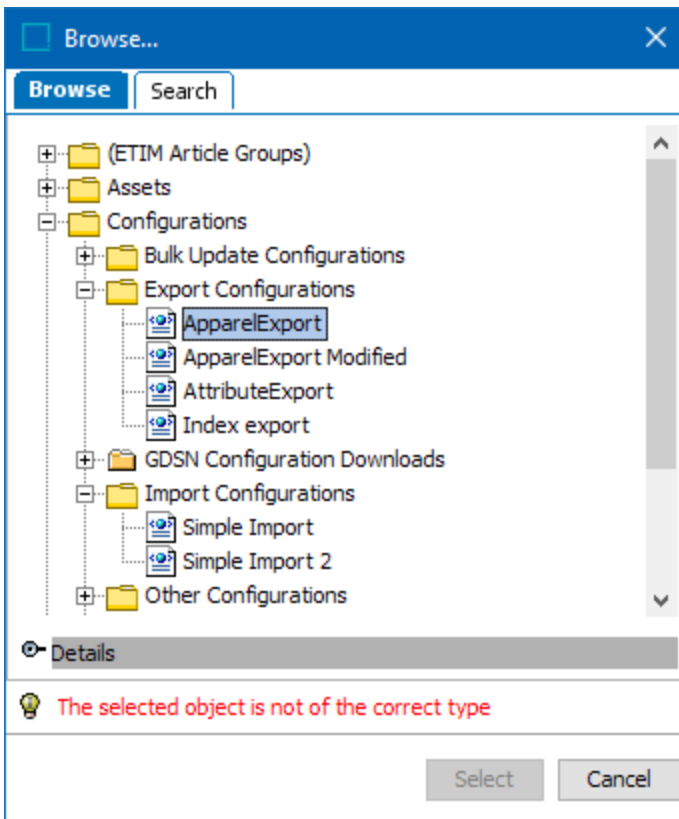 Browse...
Browse Search
(ETIM Article Groups)
Assets
Configurations
Bulk Update Configurations
Export Configurations
ApparelExport
ApparelExport Modified
AttributeExport
Index export
GDSN Configuration Downloads
Import Configurations
Simple Import
Simple Import 2
Other Configurations
Details
The selected object is not of the correct type
Select Cancel